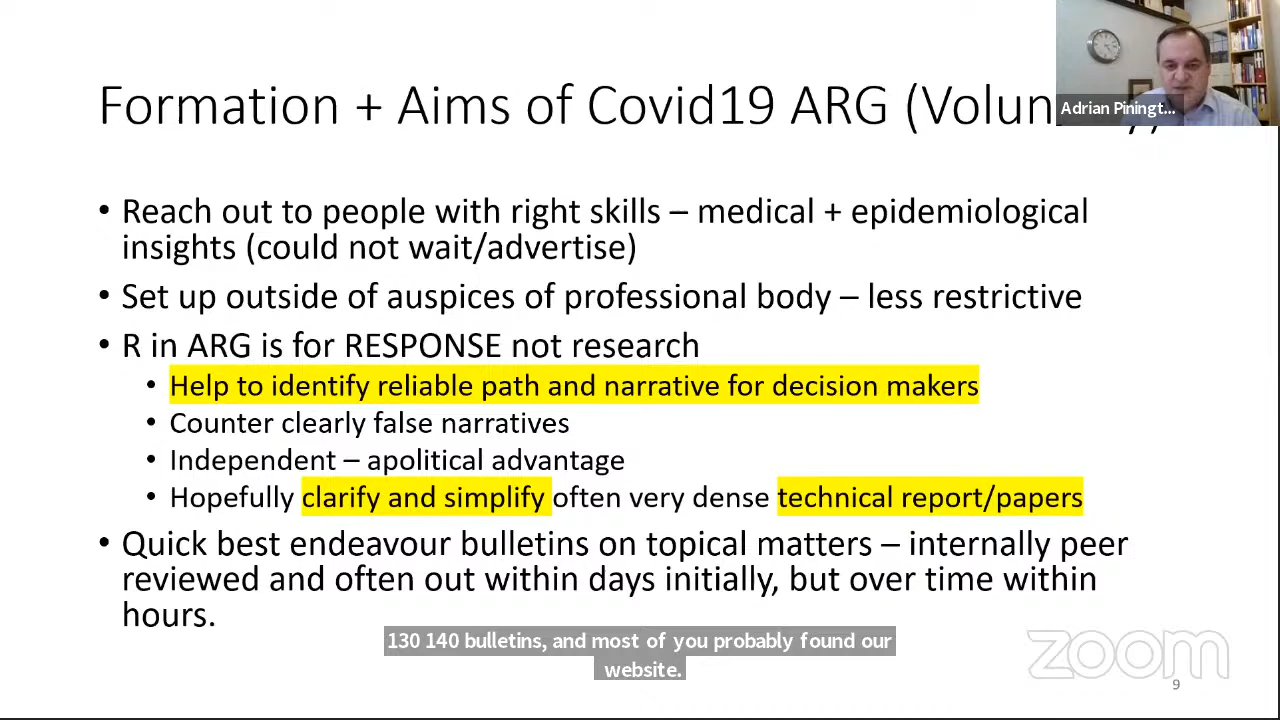 Formation + Aims of Covid19 ARG
Adrian Piningt...
• Reach out to people with right skills – medical + epidemiological
insights (could not wait/advertise)
• Set up outside of auspices of professional body – less restrictive
• R in ARG is for RESPONSE not research
• Help to identify reliable path and narrative for decision makers
• Counter clearly false narratives
• Independent – apolitical advantage
• Hopefully clarify and simplify often very dense technical report/papers
• Quick best endeavour bulletins on topical matters – internally peer
reviewed and often out within days initially, but over time within
hours.
130 140 bulletins, and most of you probably found our
website.
zoom
9